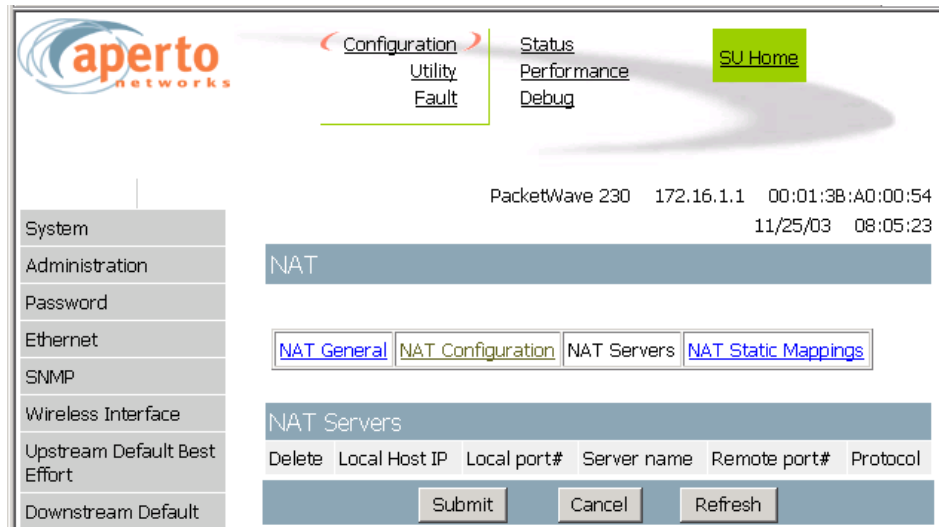 aperto
networks
Configuration
Utility
Fault
Status
Performance
Debug
SU Home
PacketWave 230 172.16.1.1 00:01:3B:A0:00:54
11/25/03 08:05:23
System
Administration
Password
Ethernet
SNMP
Wireless Interface
Upstream Default Best
Effort
Downstream Default
NAT
NAT General NAT Configuration NAT Servers NAT Static Mappings
NAT Servers
Delete Local Host IP Local port# Server name Remote port# Protocol
Submit Cancel Refresh